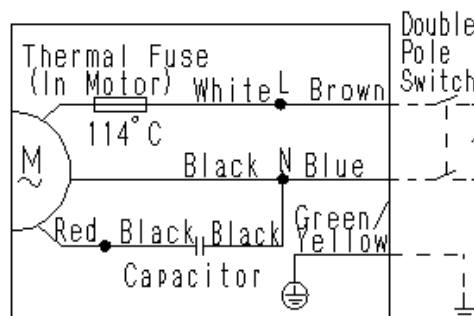 Double
Pole
Switch
Thermal Fuse
(In Motor)
White L Brown
114°C
M
~
Black N Blue
Green/
Yellow
Red Black Black
Capacitor